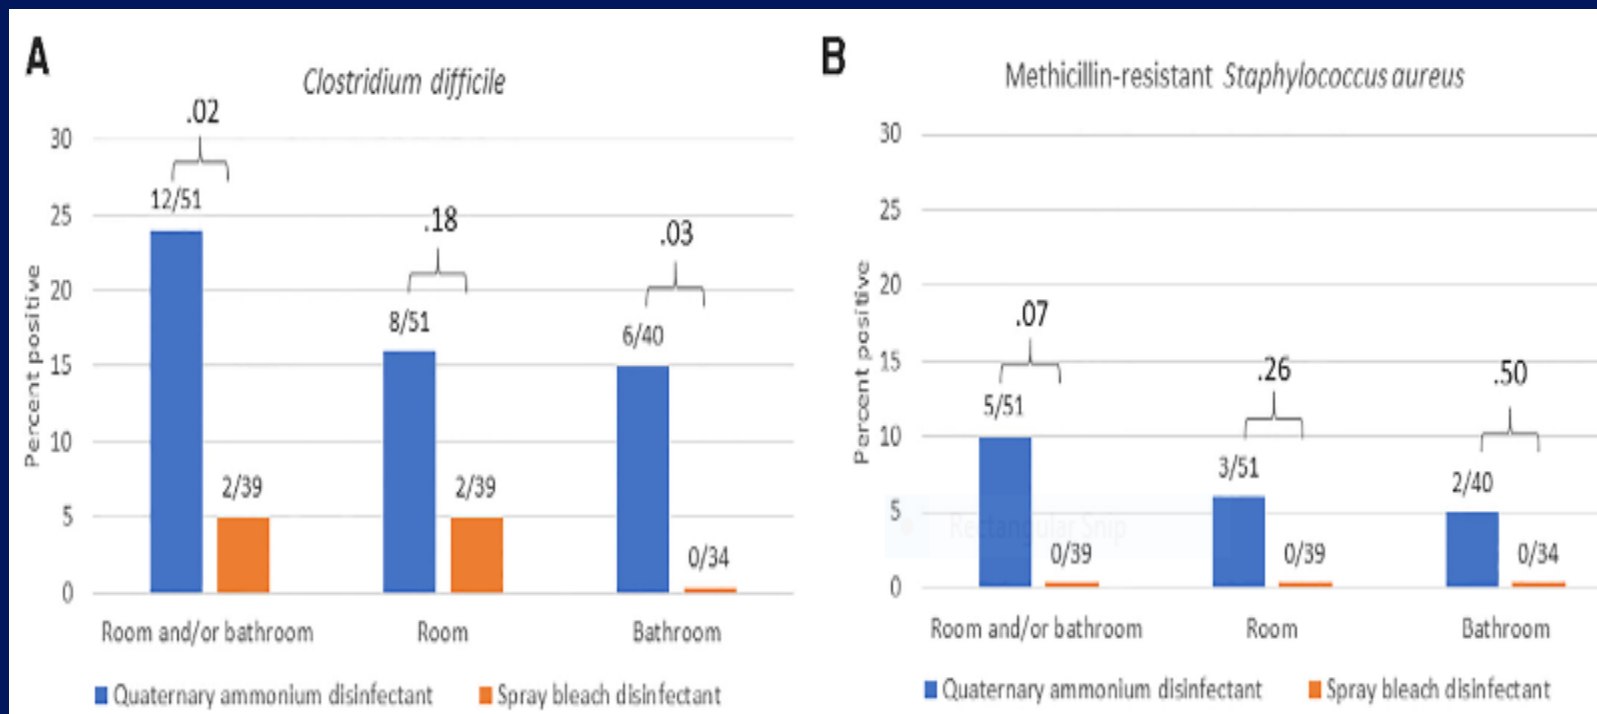 A
Clostridium difficile
.02
30
12/51
25
.18
.03
20
8/51
6/40
15
10
2/39
2/39
5
0/34
0
Percent positive
Room and/or bathroom
Room
Bathroom
Quaternary ammonium disinfectant
Spray bleach disinfectant
B
Methicillin-resistant Staphylococcus aureus
30
25
20
.07
.26
.50
15
5/51
10
3/51
2/40
5
Rectangular Snip
0/39
0/39
0/34
0
Percent positive
Room and/or bathroom
Room
Bathroom
Quaternary ammonium disinfectant
Spray bleach disinfectant